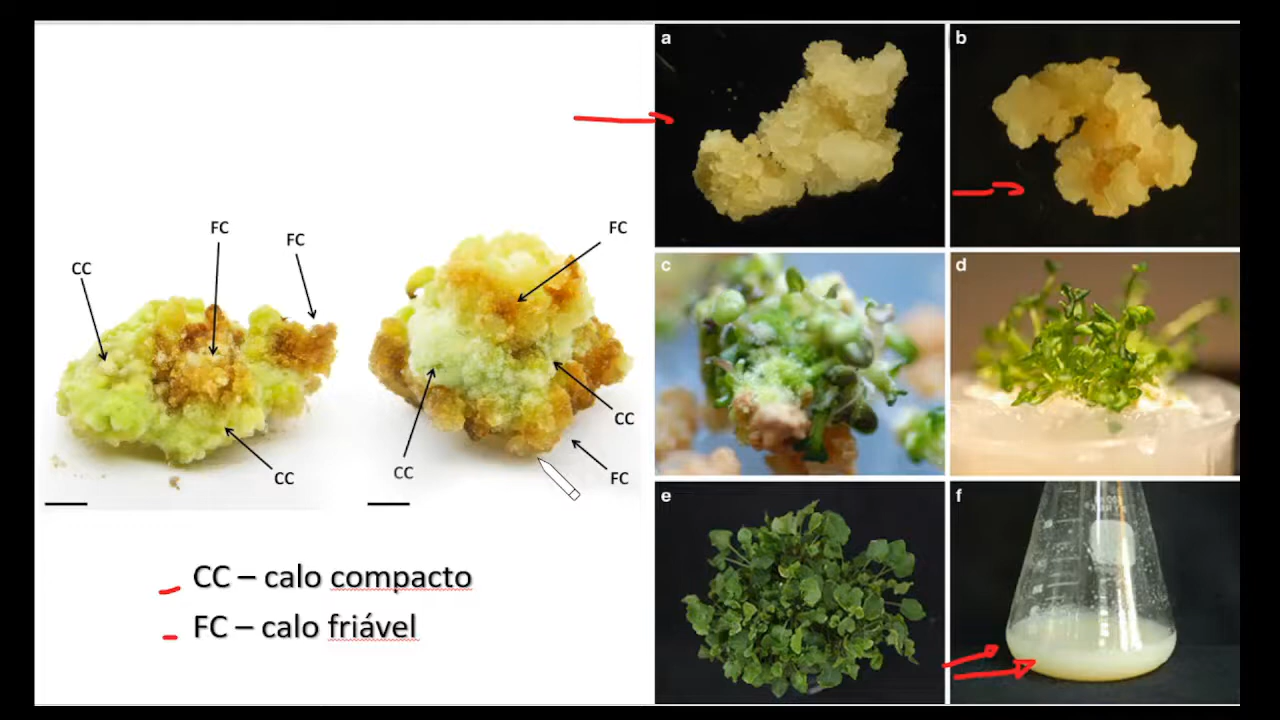 FC
FC
CC
CC
FC
CC
CC
FC
CC – calo compacto
FC – calo friável
a
b
c
d
e
f